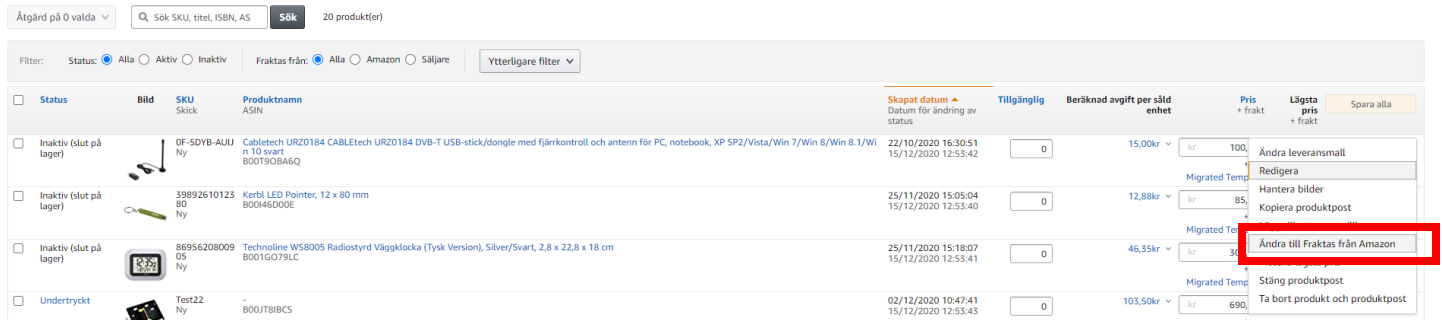 Åtgärd på 0 valda
Sök SKU, titel, ISBN, AS
Sök
20 produkt(er)
Filter:
Status: Alla Aktiv Inaktiv
Fraktas från: Alla Amazon Säljare
Ytterligare filter
Status
Bild
SKU
Skick
Produktnamn
ASIN
Skapat datum
Datum för ändring av
status
Tillgänglig
Beräknad avgift per såld
enhet
Pris
+ frakt
Lägsta
pris
+ frakt
Spara alla
Inaktiv (slut på
lager)
0F-5DYB-AUIJ
Ny
Cabletech URZ0184 CABLEtech URZ0184 DVB-T USB-stick/dongle med fjärrkontroll och antenn för PC, notebook, XP SP2/Vista/Win 7/Win 8/Win 8.1/Wi
n 10 svart
B00T9OBA6Q
22/10/2020 16:30:51
15/12/2020 12:53:42
0
15,00kr
kr 100,
+
Migrated Temp
Inaktiv (slut på
lager)
39892610123
80
Ny
Kerbl LED Pointer, 12 x 80 mm
B00I46D00E
25/11/2020 15:05:04
15/12/2020 12:53:40
0
12,88kr
kr 85,
+
Migrated Temp
Inaktiv (slut på
lager)
86956208009
05
Ny
Technoline WS8005 Radiostyrd Väggklocka (Tysk Version), Silver/Svart, 2,8 x 22,8 x 18 cm
B001GO79LC
25/11/2020 15:18:07
15/12/2020 12:53:41
0
46,35kr
kr 30
+
Migrated Temp
Undertryckt
Test22
Ny
-
B00JT8IBCS
02/12/2020 10:47:41
15/12/2020 12:53:43
0
103,50kr
kr 690,
Ändra leveransmall
Redigera
Hantera bilder
Kopiera produktpost
Ändra till Fraktas från Amazon
Stäng produktpost
Ta bort produkt och produktpost